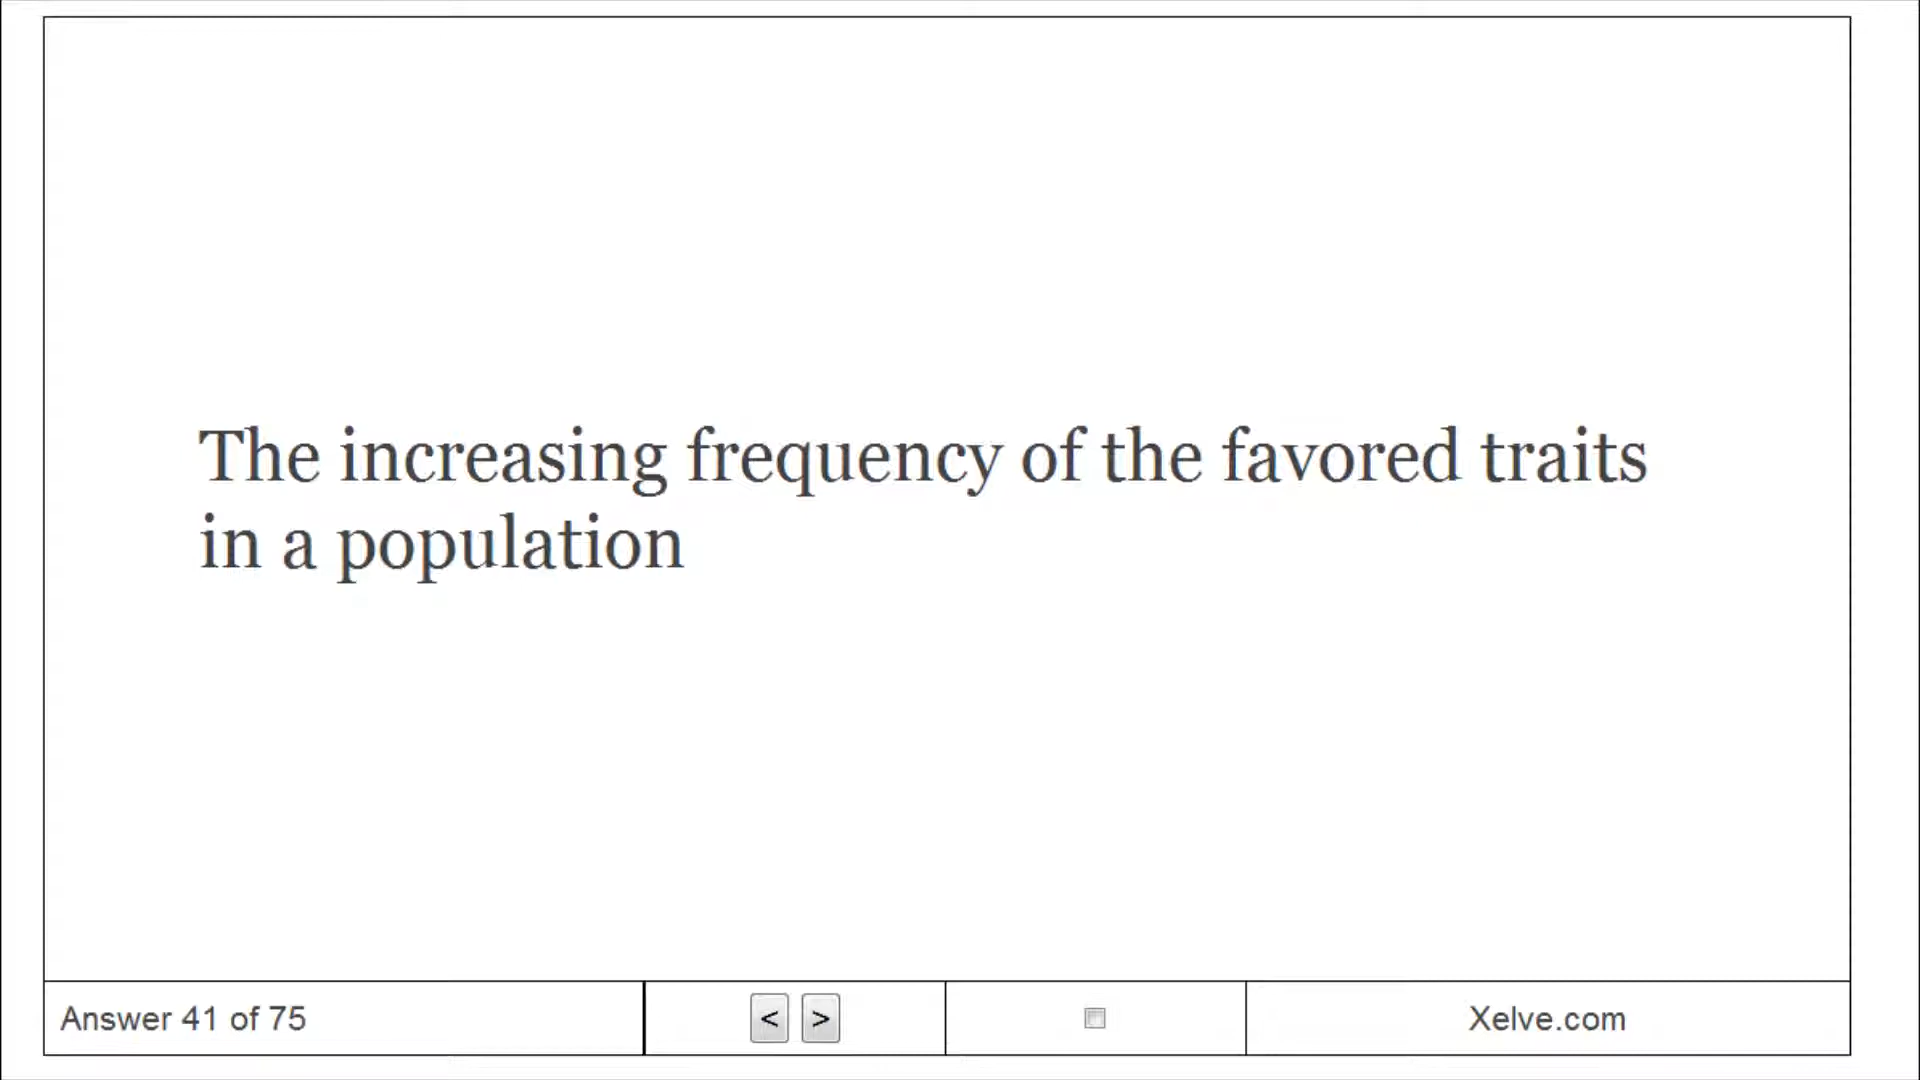 The increasing frequency of the favored traits
in a population
Answer 41 of 75
<
>
Xelve.com